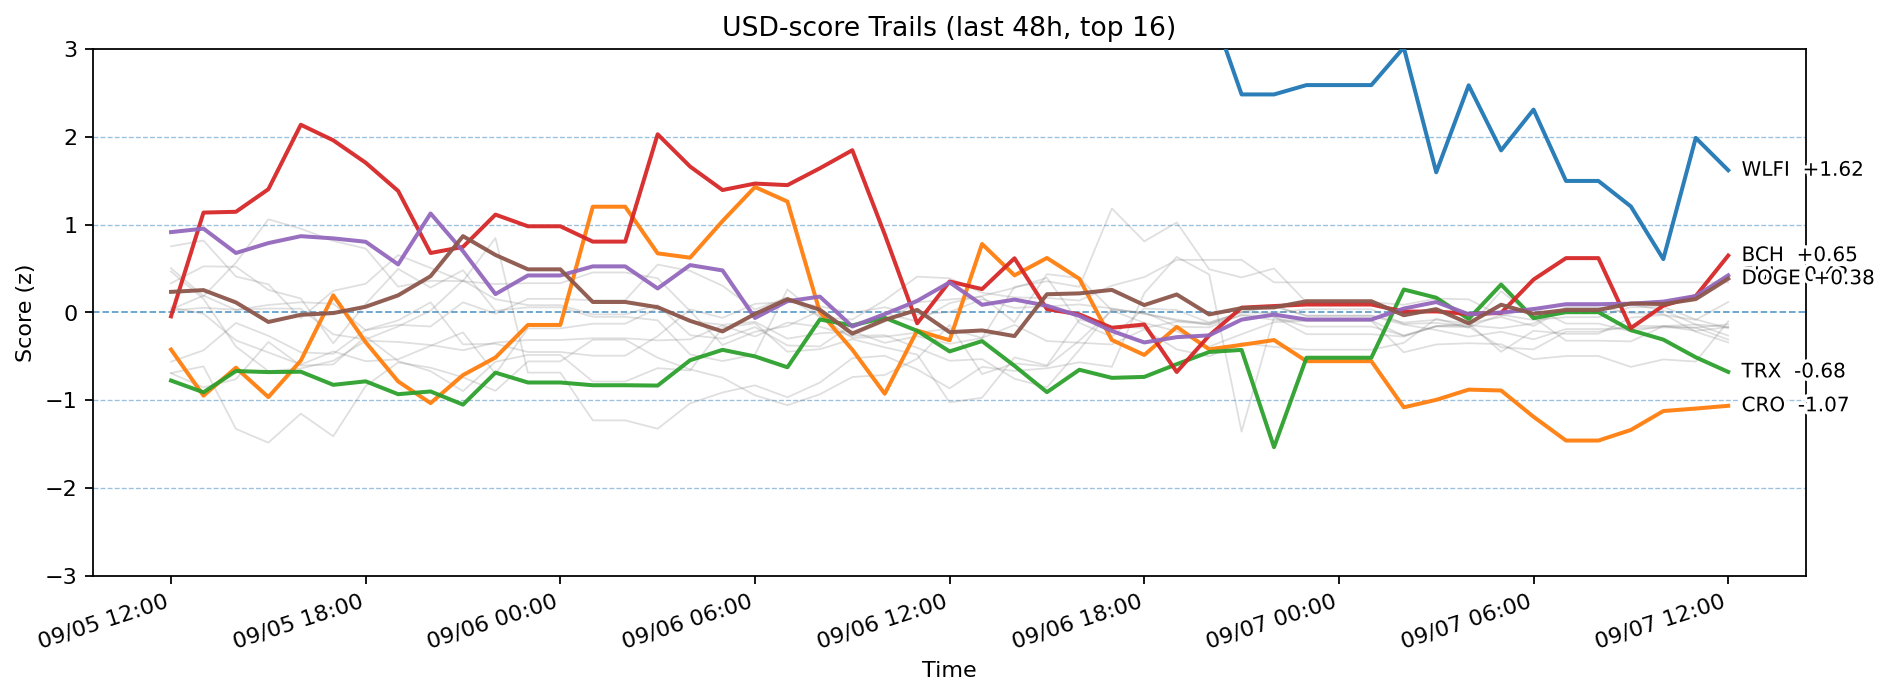 USD-score Trails (last 48h, top 16)
3
2
1
0
−1
−2
−3
Score (z)
WLFI +1.62
BCH +0.65
DOGE +0.38
TRX -0.68
CRO -1.07
09/05 12:00
09/05 18:00
09/06 00:00
09/06 06:00
09/06 12:00
09/06 18:00
09/07 00:00
09/07 06:00
09/07 12:00
Time